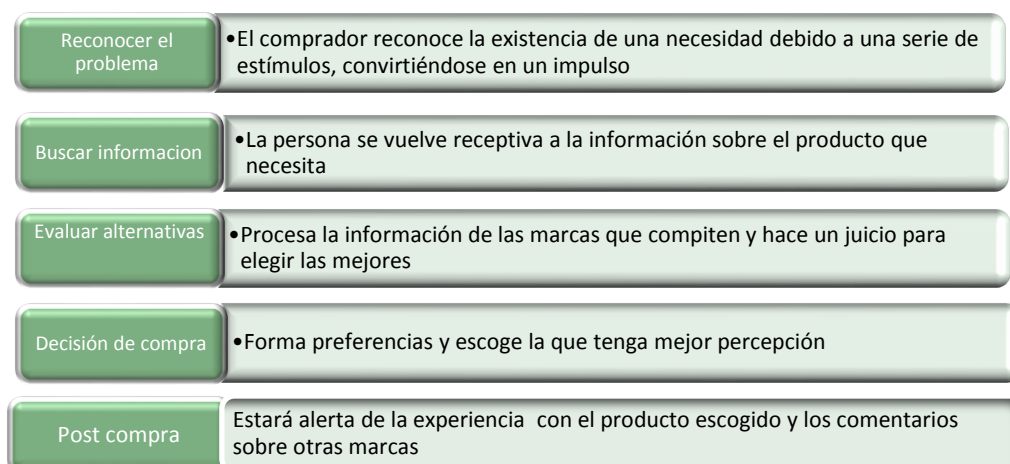 Reconocer el
problema
•El comprador reconoce la existencia de una necesidad debido a una serie de
estímulos, convirtiéndose en un impulso
Buscar informacion
•La persona se vuelve receptiva a la información sobre el producto que
necesita
Evaluar alternativas
•Procesa la información de las marcas que compiten y hace un juicio para
elegir las mejores
Decisión de compra
•Forma preferencias y escoge la que tenga mejor percepción
Post compra
Estará alerta de la experiencia  con el producto escogido y los comentarios
sobre otras marcas